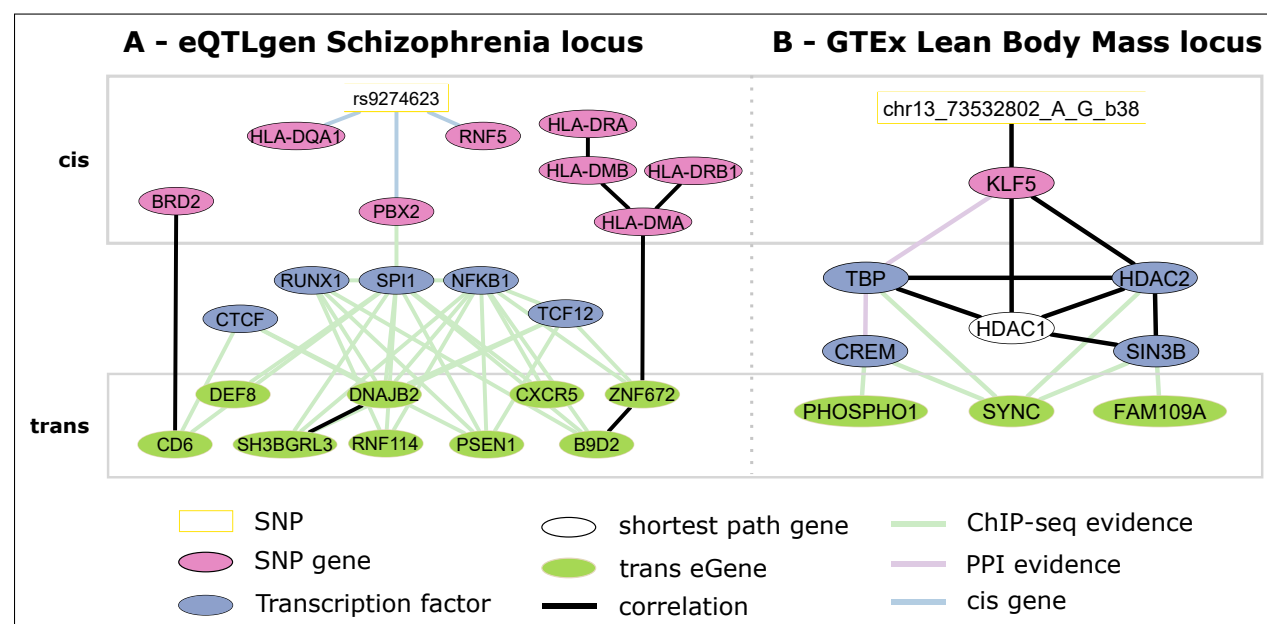 A - eQTLgen Schizophrenia locus
B - GTEx Lean Body Mass locus
cis
rs9274623
HLA-DQA1
RNF5
HLA-DRA
HLA-DMB
HLA-DRB1
BRD2
PBX2
HLA-DMA
RUNX1
SPI1
NFKB1
CTCF
TCF12
trans
DEF8
DNAJB2
CXCR5
ZNF672
CD6
SH3BGRL3
RNF114
PSEN1
B9D2
chr13_73532802_A_G_b38
KLF5
TBP
HDAC2
HDAC1
CREM
SIN3B
PHOSPHO1
SYNC
FAM109A
SNP
SNP gene
Transcription factor
shortest path gene
trans eGene
correlation
ChIP-seq evidence
PPI evidence
cis gene